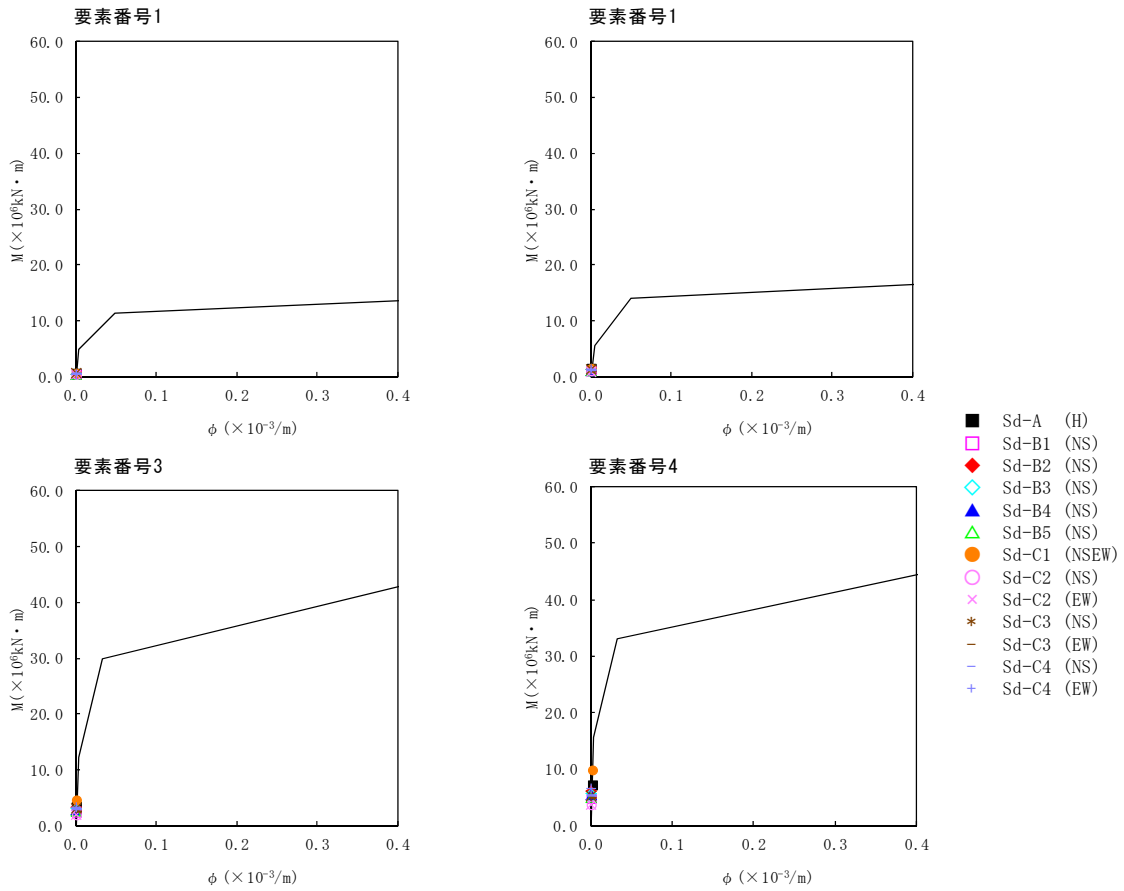 要素番号1
60.0
50.0
40.0
30.0
20.0
10.0
0.0
M(×10⁶kN・m)
0.0 0.1 0.2 0.3 0.4
φ (×10⁻³/m)
要素番号1
60.0
50.0
40.0
30.0
20.0
10.0
0.0
M(×10⁶kN・m)
0.0 0.1 0.2 0.3 0.4
φ (×10⁻³/m)
要素番号3
60.0
50.0
40.0
30.0
20.0
10.0
0.0
M(×10⁶kN・m)
0.0 0.1 0.2 0.3 0.4
φ (×10⁻³/m)
要素番号4
60.0
50.0
40.0
30.0
20.0
10.0
0.0
M(×10⁶kN・m)
0.0 0.1 0.2 0.3 0.4
φ (×10⁻³/m)
Sd-A (H)
Sd-B1 (NS)
Sd-B2 (NS)
Sd-B3 (NS)
Sd-B4 (NS)
Sd-B5 (NS)
Sd-C1 (NSEW)
Sd-C2 (NS)
Sd-C2 (EW)
Sd-C3 (NS)
Sd-C3 (EW)
Sd-C4 (NS)
Sd-C4 (EW)